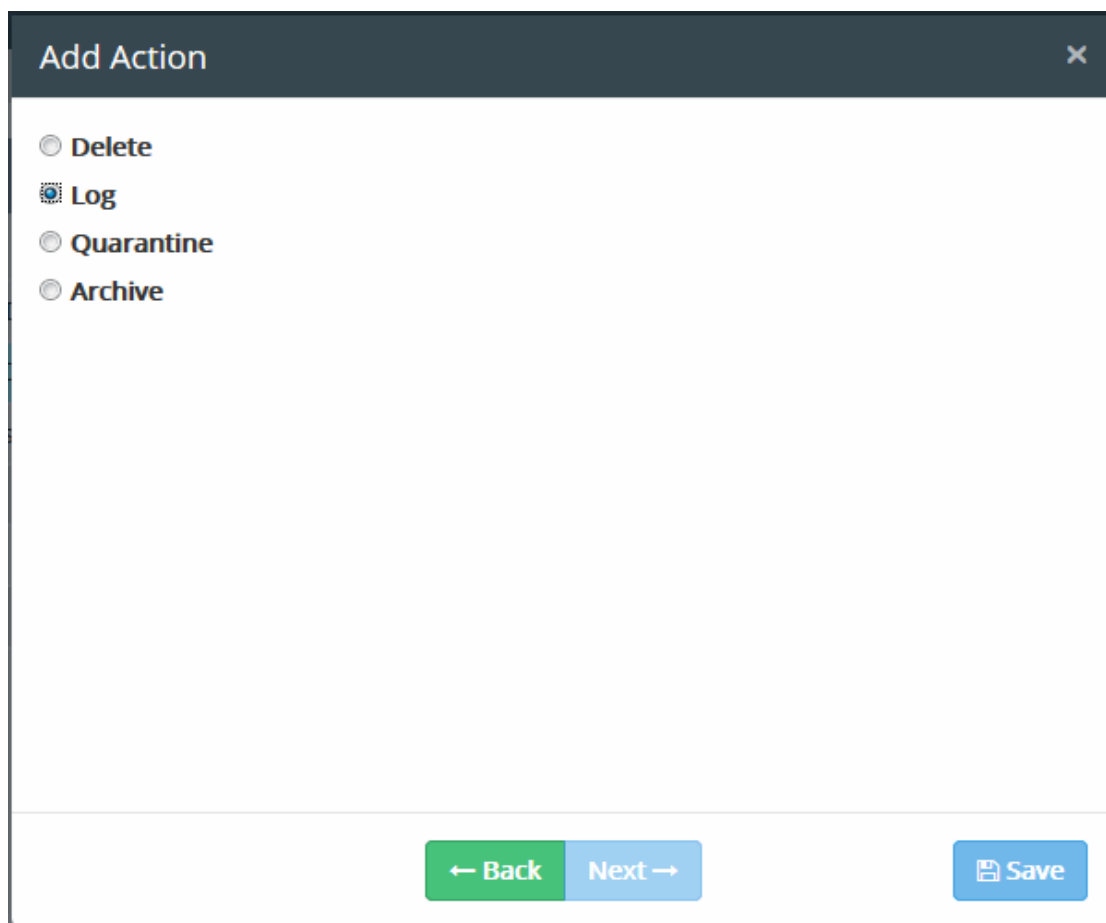 Add Action
Delete
Log
Quarantine
Archive
← Back Next → Save